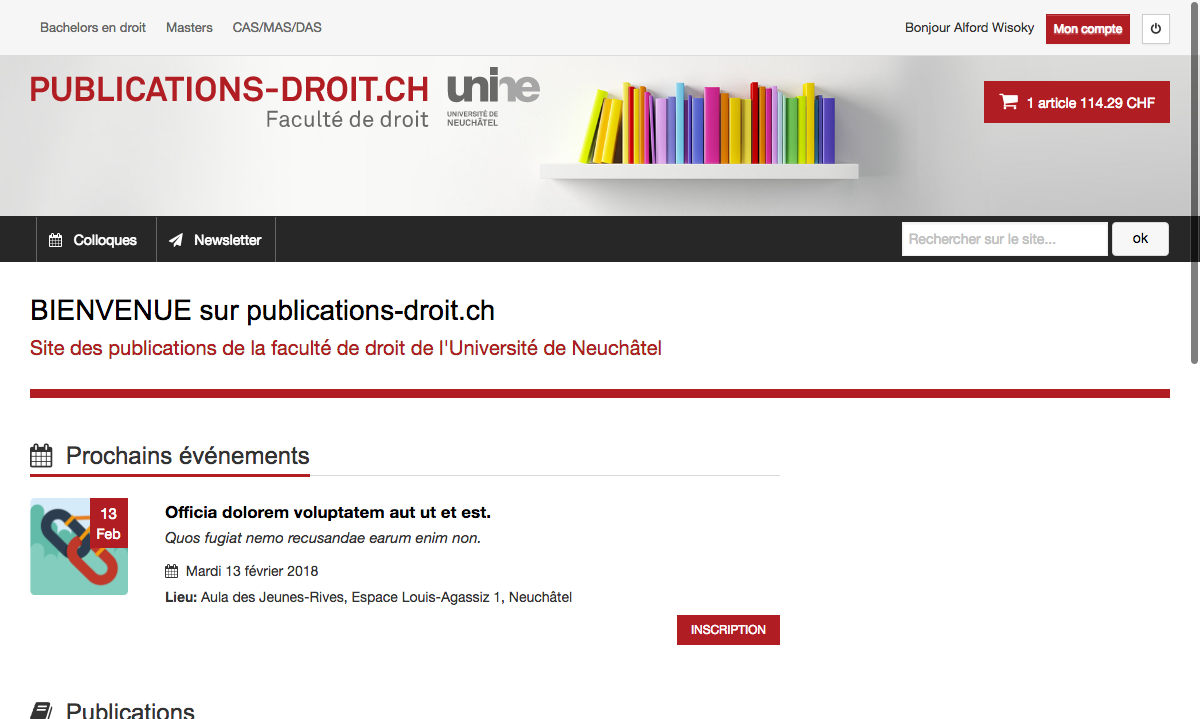 Bachelors en droit Masters CAS/MAS/DAS
Bonjour Alford Wisoky Mon compte
PUBLICATIONS-DROIT.CH
Faculté de droit
unine
UNIVERSITÉ DE
NEUCHÂTEL
1 article 114.29 CHF
Colloques Newsletter Rechercher sur le site... ok
BIENVENUE sur publications-droit.ch
Site des publications de la faculté de droit de l'Université de Neuchâtel
Prochains événements
13
Feb
Officia dolorem voluptatem aut ut et est.
Quos fugiat nemo recusandae earum enim non.
Mardi 13 février 2018
Lieu: Aula des Jeunes-Rives, Espace Louis-Agassiz 1, Neuchâtel
INSCRIPTION
Publications